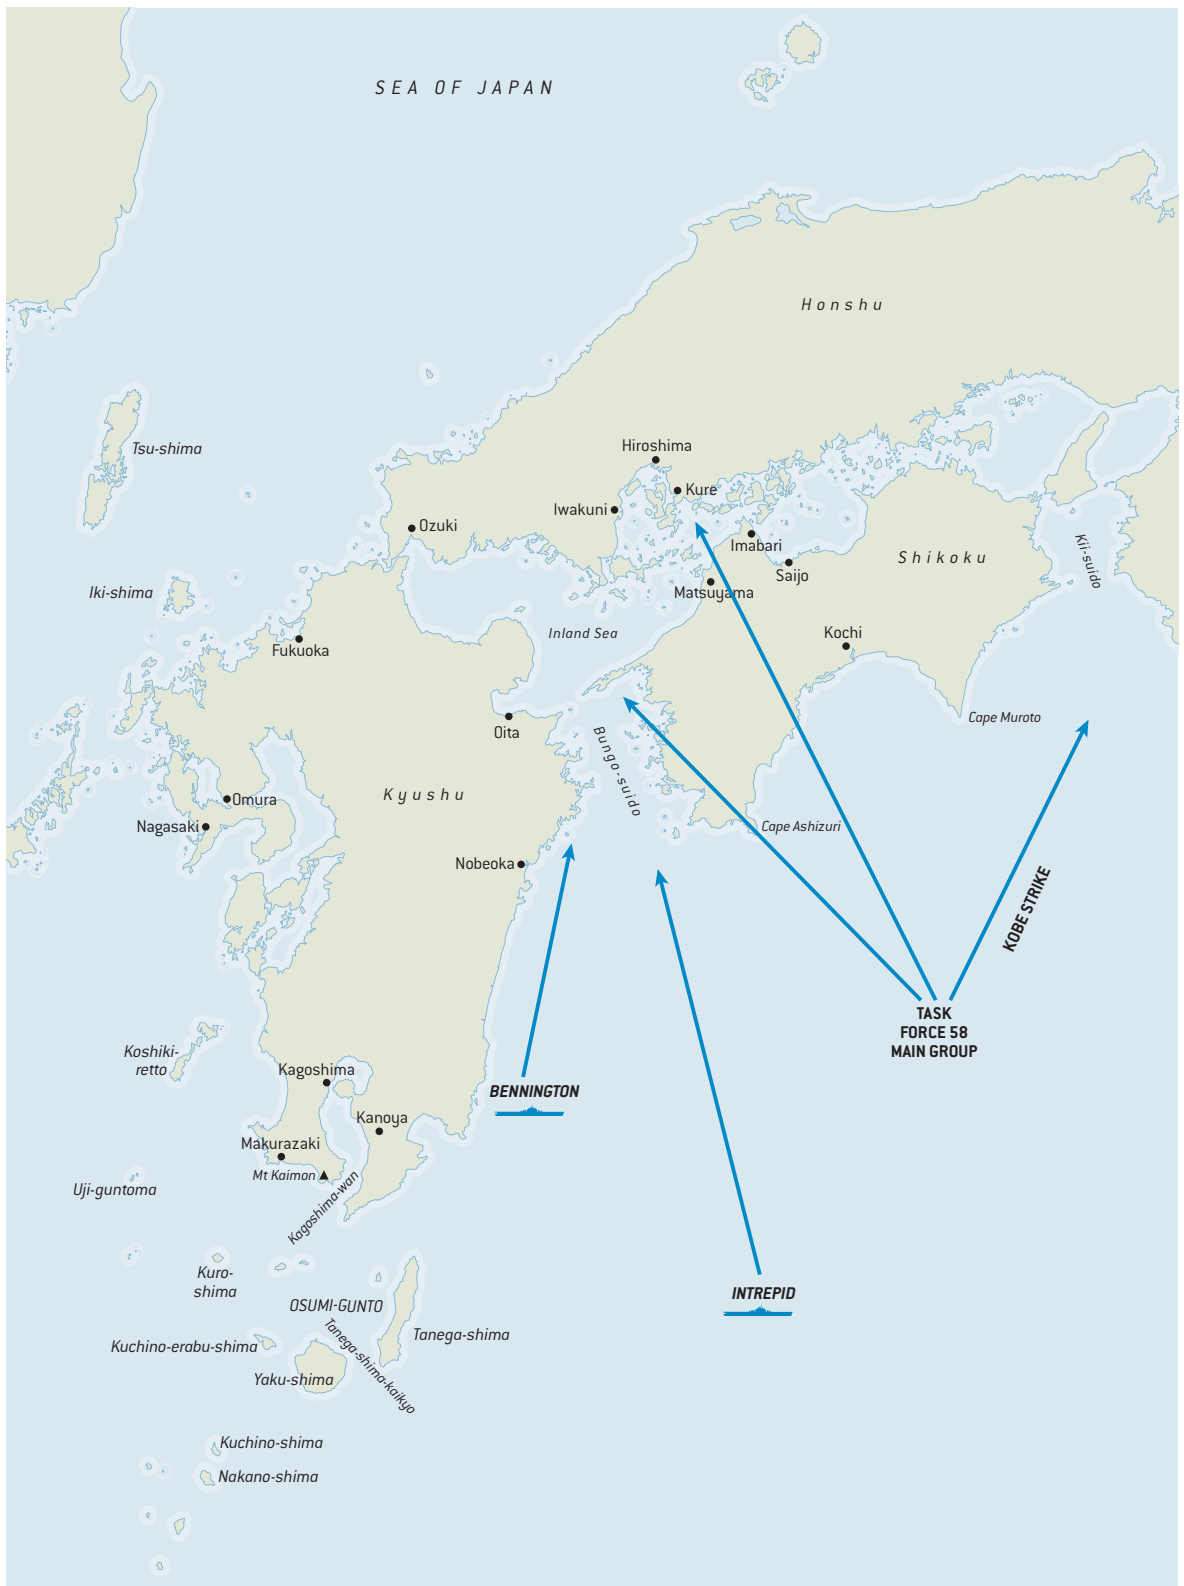 SEA OF JAPAN
Honshu
Tsu-shima
Hiroshima
Kure
Iwakuni
Ozuki
Imabari
Shikoku
Kii-suido
Saijo
Iki-shima
Matsuyama
Inland Sea
Kochi
Fukuoka
Cape Muroto
Oita
Bungo-suido
Kyushu
Omura
Nagasaki
Cape Ashizuri
Nobeoka
KOBE STRIKE
TASK
FORCE 58
MAIN GROUP
Koshiki-
retto
Kagoshima
BENNINGTON
Kanoya
Makurazaki
Mt Kaimon
Uji-guntoma
Kagoshima-wan
Kuro-
shima
INTREPID
OSUMI-GUNTO
Tanega-shima
Kuchino-erabu-shima
Tanega-shima-kaikyo
Yaku-shima
Kuchino-shima
Nakano-shima